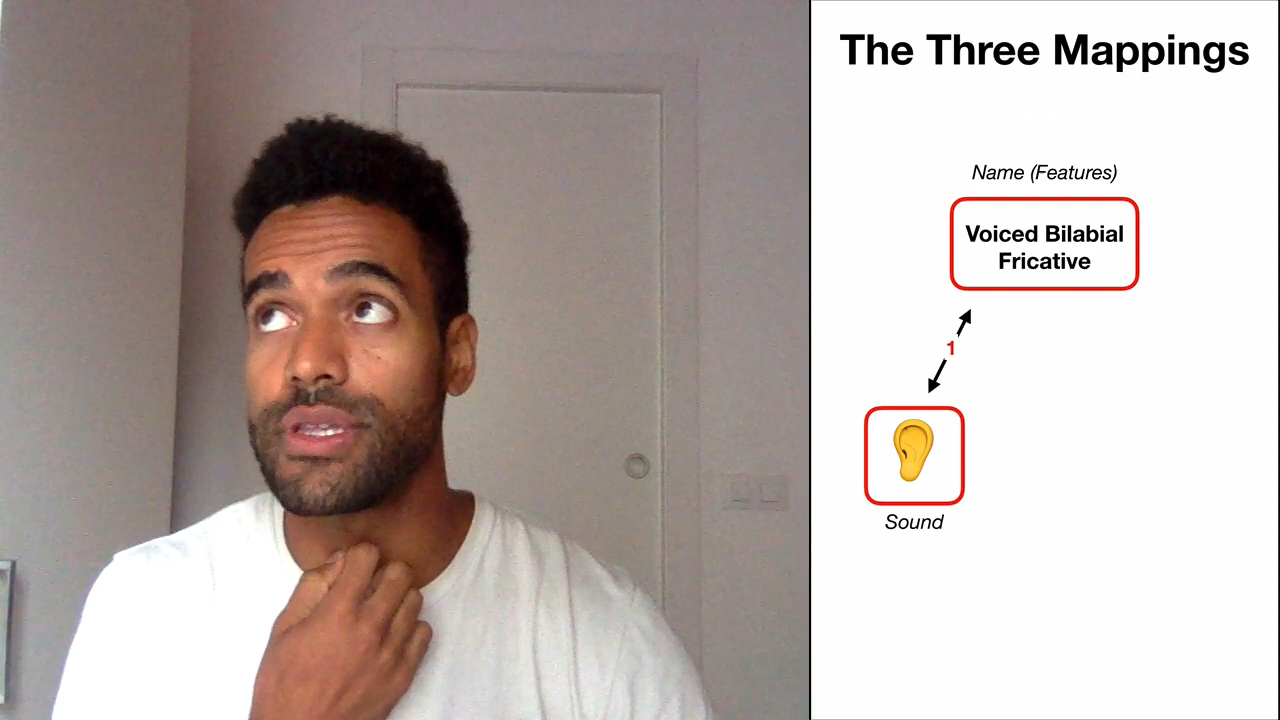 The Three Mappings
Name (Features)
Voiced Bilabial
Fricative
1
Sound